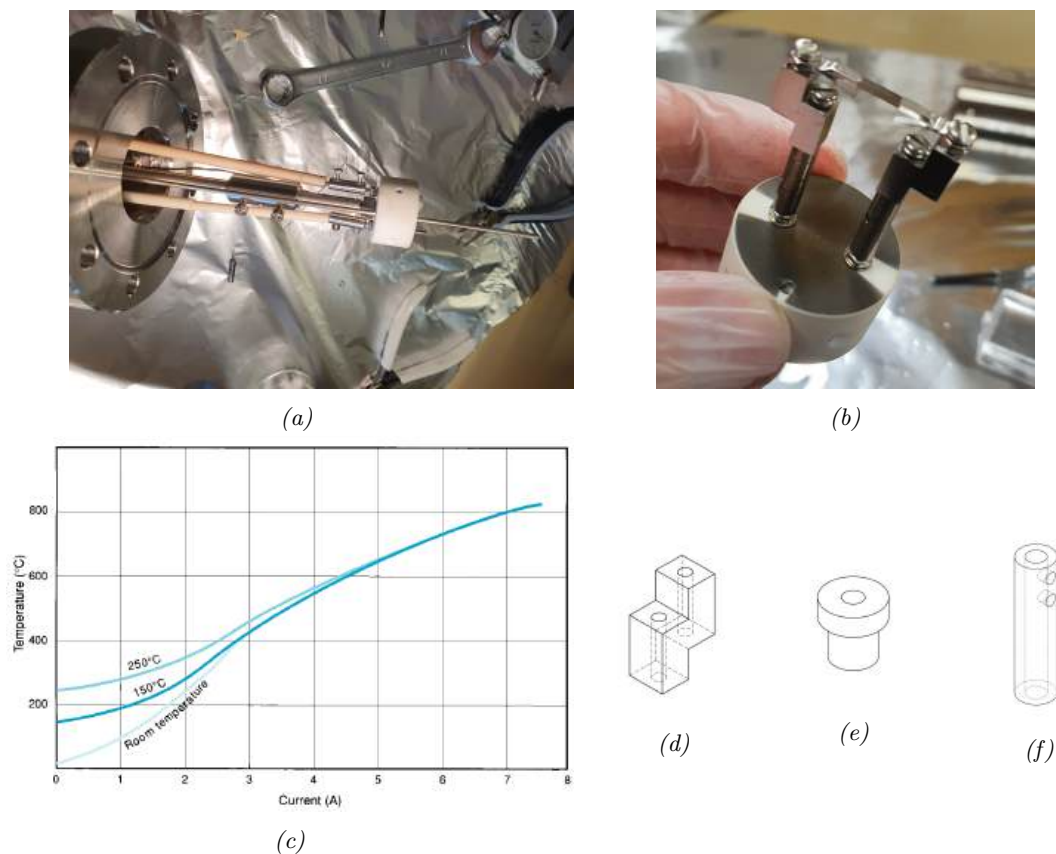 (a)
(b)
Temperature (°C)
800
600
400
200
250°C
150°C
Room temperature
0 1 2 3 4 5 6 7 8
Current (A)
(c)
(d)
(e)
(f)